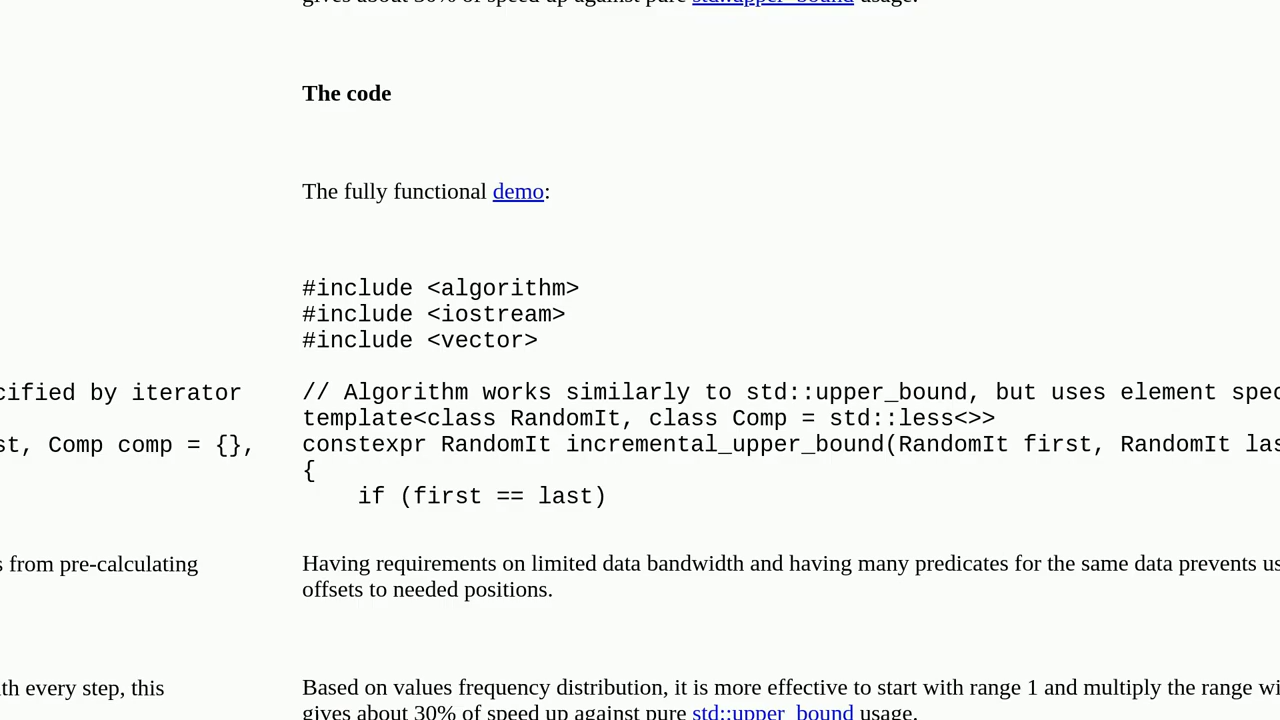 gives about 30% of speed up against pure std::upper_bound usage.
The code
The fully functional demo:
#include <algorithm>
#include <iostream>
#include <vector>
cified by iterator
// Algorithm works similarly to std::upper_bound, but uses element spec
template<class RandomIt, class Comp = std::less<>>
st, Comp comp = {},
constexpr RandomIt incremental_upper_bound(RandomIt first, RandomIt las
{
if (first == last)
s from pre-calculating
Having requirements on limited data bandwidth and having many predicates for the same data prevents us
offsets to needed positions.
th every step, this
Based on values frequency distribution, it is more effective to start with range 1 and multiply the range wi
gives about 30% of speed up against pure std::upper_bound usage.